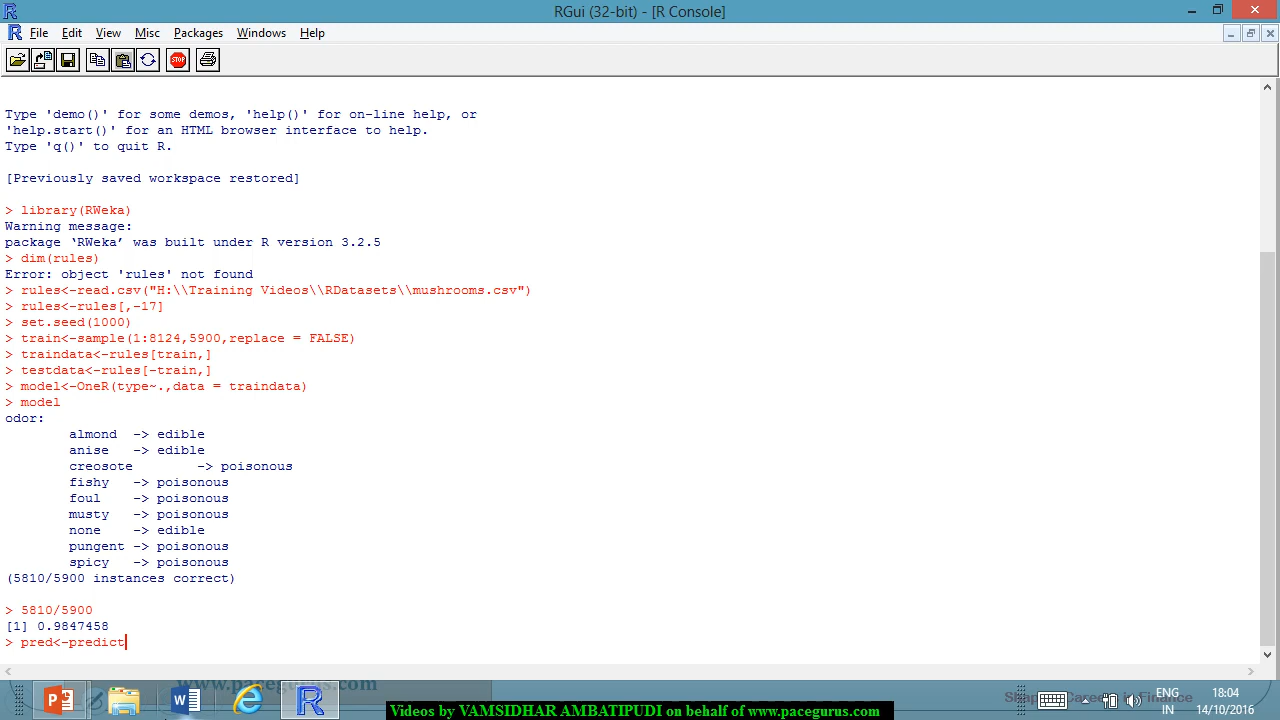 RGui (32-bit) - [R Console]
File Edit View Misc Packages Windows Help
STOP
Type 'demo()' for some demos, 'help()' for on-line help, or
'help.start()' for an HTML browser interface to help.
Type 'q()' to quit R.
[Previously saved workspace restored]
> library(RWeka)
Warning message:
package ‘RWeka’ was built under R version 3.2.5
> dim(rules)
Error: object 'rules' not found
> rules<-read.csv("H:\\Training Videos\\RDatasets\\mushrooms.csv")
> rules<-rules[,-17]
> set.seed(1000)
> train<-sample(1:8124,5900,replace = FALSE)
> traindata<-rules[train,]
> testdata<-rules[-train,]
> model<-OneR(type~.,data = traindata)
> model
odor:
almond -> edible
anise -> edible
creosote -> poisonous
fishy -> poisonous
foul -> poisonous
musty -> poisonous
none -> edible
pungent -> poisonous
spicy -> poisonous
(5810/5900 instances correct)
> 5810/5900
[1] 0.9847458
> pred<-predict
www.pacegurus.com
ENG
IN
18:04
14/10/2016
Videos by VAMSIDHAR AMBATIPUDI on behalf of www.pacegurus.com